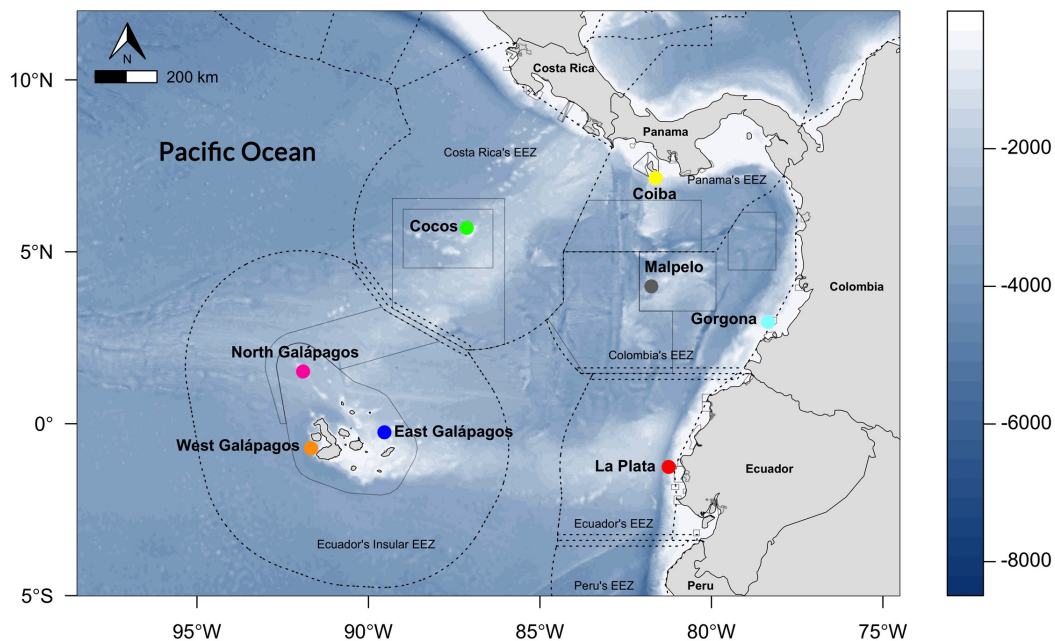 10°N
5°N
0°
5°S
95°W
90°W
85°W
80°W
75°W
N
200 km
Pacific Ocean
Costa Rica
Panama
Costa Rica's EEZ
Panama's EEZ
Coiba
Cocos
Malpelo
Colombia
Gorgona
Colombia's EEZ
North Galápagos
East Galápagos
West Galápagos
La Plata
Ecuador
Ecuador's EEZ
Ecuador's Insular EEZ
Peru's EEZ
Peru
-2000
-4000
-6000
-8000